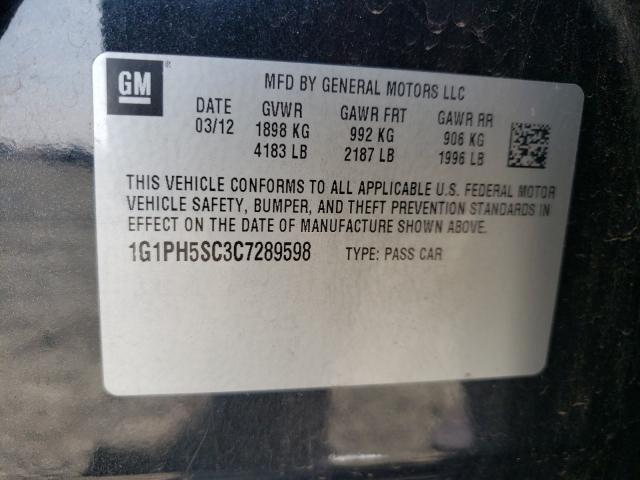 GM ®
MFD BY GENERAL MOTORS LLC
DATE GVWR GAWR FRT GAWR RR
03/12 1898 KG 992 KG 906 KG
4183 LB 2187 LB 1996 LB
THIS VEHICLE CONFORMS TO ALL APPLICABLE U.S. FEDERAL MOTOR
VEHICLE SAFETY, BUMPER, AND THEFT PREVENTION STANDARDS IN
EFFECT ON THE DATE OF MANUFACTURE SHOWN ABOVE.
1G1PH5SC3C7289598 TYPE: PASS CAR